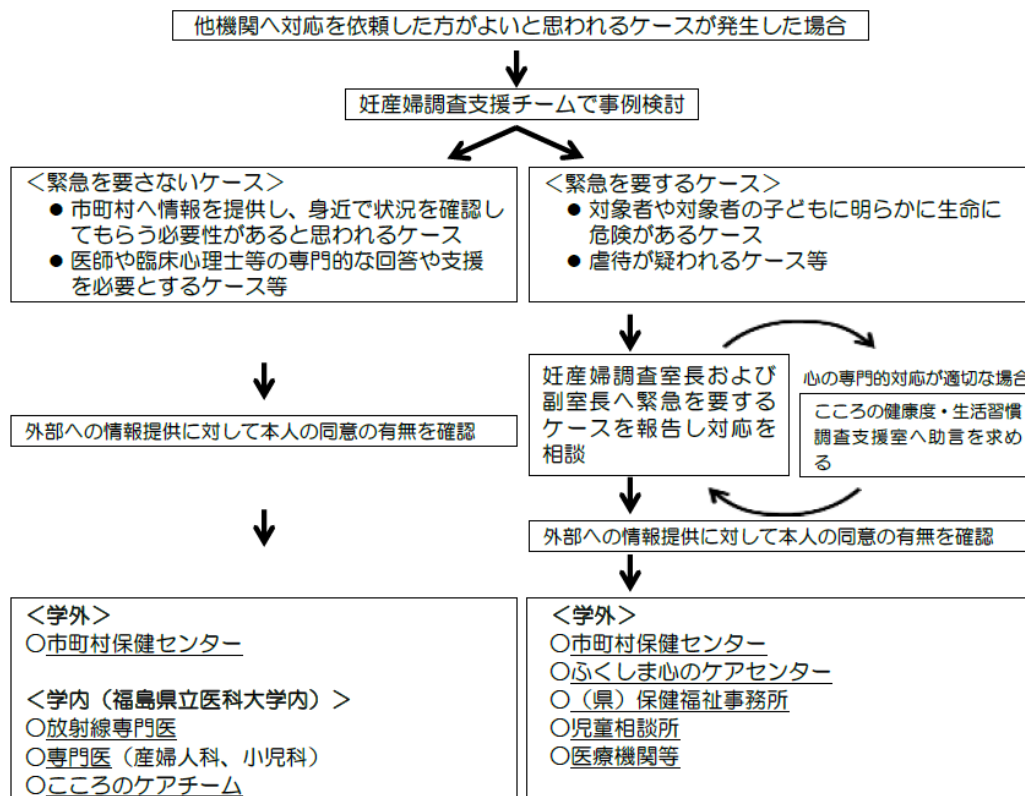 他機関へ対応を依頼した方がよいと思われるケースが発生した場合
妊産婦調査支援チームで事例検討
＜緊急を要さないケース＞
● 市町村へ情報を提供し、身近で状況を確認し
てもらう必要性があると思われるケース
● 医師や臨床心理士等の専門的な回答や支援
を必要とするケース等
外部への情報提供に対して本人の同意の有無を確認
＜学外＞
○市町村保健センター
＜学内（福島県立医科大学内）＞
○放射線専門医
○専門医（産婦人科、小児科）
○こころのケアチーム
＜緊急を要するケース＞
● 対象者や対象者の子どもに明らかに生命に
危険があるケース
● 虐待が疑われるケース等
妊産婦調査室長および
副室長へ緊急を要する
ケースを報告し対応を
相談
心の専門的対応が適切な場合
こころの健康度・生活習慣
調査支援室へ助言を求め
る
外部への情報提供に対して本人の同意の有無を確認
＜学外＞
○市町村保健センター
○ふくしま心のケアセンター
○（県）保健福祉事務所
○児童相談所
○医療機関等